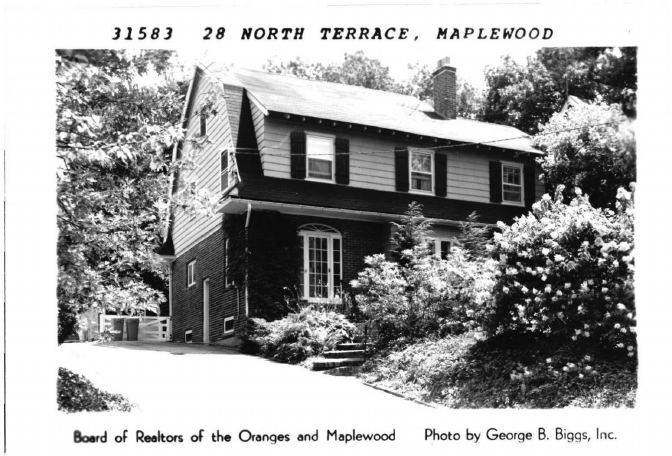 31583 28 NORTH TERRACE, MAPLEWOOD
Board of Realtors of the Oranges and Maplewood Photo by George B. Biggs, Inc.